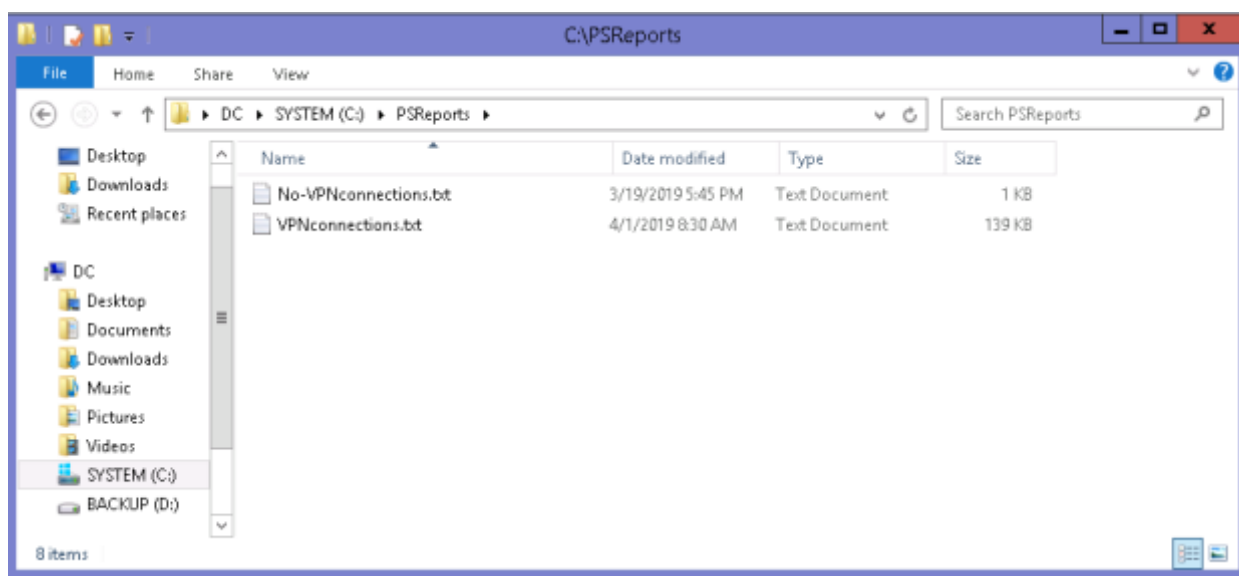 C:\PSReports
File Home Share View
DC SYSTEM (C:) PSReports Search PSReports
Desktop
Downloads
Recent places
DC
Desktop
Documents
Downloads
Music
Pictures
Videos
SYSTEM (C:)
BACKUP (D:)
Name Date modified Type Size
No-VPNconnections.txt 3/19/2019 5:45 PM Text Document 1 KB
VPNconnections.txt 4/1/2019 8:30 AM Text Document 139 KB
8 items